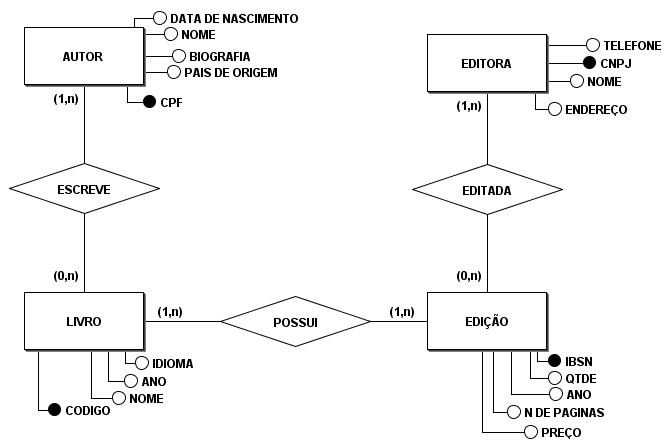 DATA DE NASCIMENTO
NOME
BIOGRAFIA
PAIS DE ORIGEM
AUTOR
CPF
(1,n)
ESCREVE
(0,n)
TELEFONE
CNPJ
NOME
ENDEREÇO
EDITORA
(1,n)
EDITADA
(0,n)
LIVRO
(1,n)
POSSUI
(1,n)
EDIÇÃO
IDIOMA
ANO
NOME
CODIGO
IBSN
QTDE
ANO
N DE PAGINAS
PREÇO